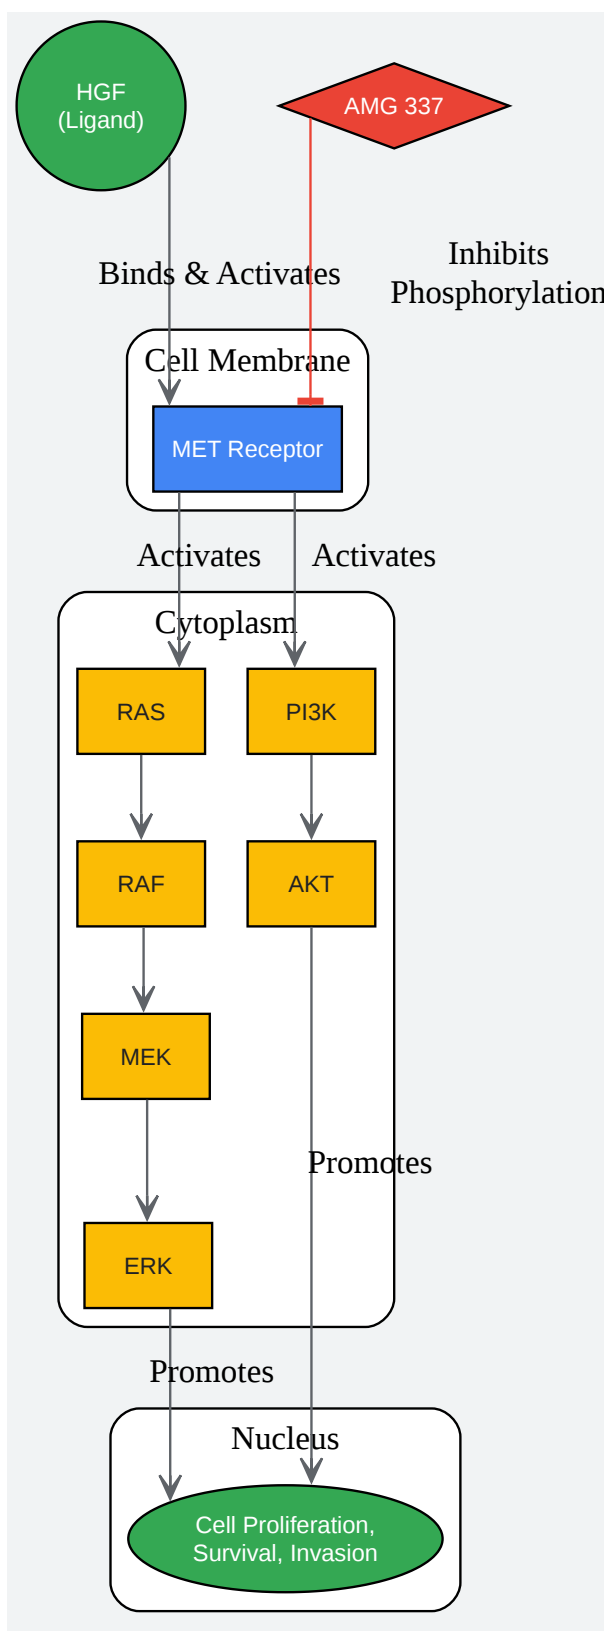 HGF
(Ligand)
AMG 337
Binds & Activates
Inhibits
Phosphorylation
Cell Membrane
MET Receptor
Activates
Activates
Cytoplasm
RAS
PI3K
RAF
AKT
MEK
Promotes
ERK
Promotes
Nucleus
Cell Proliferation,
Survival, Invasion